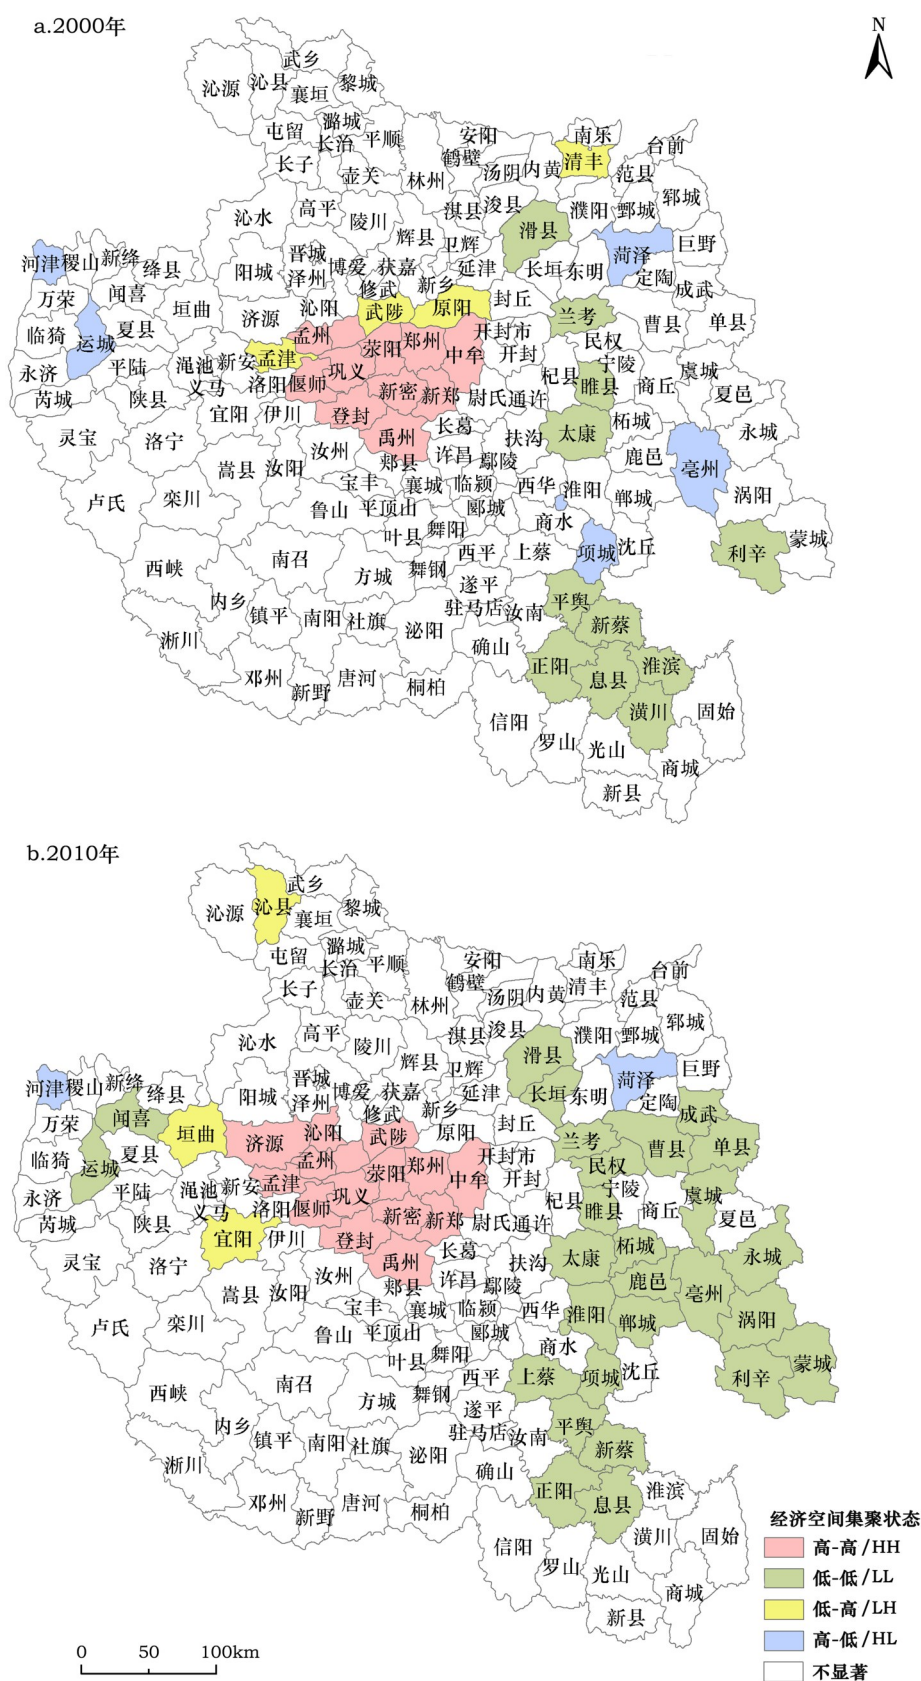 a.2000年
N
武乡
沁源
沁县
襄垣
黎城
屯留
潞城
长治
平顺
安阳
鹤壁
南乐
台前
长子
壶关
林州
汤阴
内黄
清丰
范县
沁水
高平
陵川
淇县
浚县
濮阳
鄄城
郓城
辉县
卫辉
滑县
菏泽
巨野
河津
稷山
新绛
绛县
阳城
晋城
泽州
博爱
获嘉
修武
新乡
延津
长垣
东明
定陶
成武
万荣
闻喜
垣曲
济源
沁阳
武陟
原阳
封丘
兰考
曹县
单县
临猗
运城
夏县
孟州
荥阳
郑州
中牟
开封市
开封
民权
宁陵
永济
平陆
渑池
新安
孟津
义马
洛阳
偃师
巩义
新密
新郑
尉氏
通许
杞县
睢县
商丘
虞城
夏邑
芮城
陕县
宜阳
伊川
登封
禹州
长葛
扶沟
太康
柘城
永城
灵宝
洛宁
嵩县
汝阳
汝州
郏县
许昌
鄢陵
鹿邑
亳州
涡阳
卢氏
栾川
宝丰
鲁山
平顶山
襄城
临颍
郾城
西华
淮阳
郸城
商水
叶县
舞阳
西平
上蔡
项城
沈丘
利辛
蒙城
西峡
南召
方城
舞钢
遂平
驻马店
汝南
平舆
内乡
镇平
南阳
社旗
泌阳
确山
新蔡
淅川
正阳
息县
淮滨
邓州
新野
唐河
桐柏
潢川
固始
信阳
罗山
光山
商城
新县
b.2010年
武乡
沁源
沁县
襄垣
黎城
屯留
潞城
长治
平顺
安阳
鹤壁
南乐
台前
长子
壶关
林州
汤阴
内黄
清丰
范县
沁水
高平
陵川
淇县
浚县
濮阳
鄄城
郓城
辉县
卫辉
滑县
菏泽
巨野
河津
稷山
新绛
绛县
阳城
晋城
泽州
博爱
获嘉
修武
新乡
延津
长垣
东明
定陶
成武
万荣
闻喜
垣曲
济源
沁阳
武陟
原阳
封丘
兰考
曹县
单县
临猗
运城
夏县
孟州
荥阳
郑州
中牟
开封市
开封
民权
宁陵
永济
平陆
渑池
新安
孟津
义马
洛阳
偃师
巩义
新密
新郑
尉氏
通许
杞县
睢县
商丘
虞城
夏邑
芮城
陕县
宜阳
伊川
登封
禹州
长葛
扶沟
太康
柘城
永城
灵宝
洛宁
嵩县
汝阳
汝州
郏县
许昌
鄢陵
鹿邑
亳州
涡阳
卢氏
栾川
宝丰
鲁山
平顶山
襄城
临颍
郾城
西华
淮阳
郸城
商水
叶县
舞阳
西平
上蔡
项城
沈丘
利辛
蒙城
西峡
南召
方城
舞钢
遂平
驻马店
汝南
平舆
内乡
镇平
南阳
社旗
泌阳
确山
新蔡
淅川
正阳
息县
淮滨
邓州
新野
唐河
桐柏
潢川
固始
信阳
罗山
光山
商城
新县
经济空间集聚状态
高-高/HH
低-低/LL
低-高/LH
高-低/HL
不显著
0 50 100km